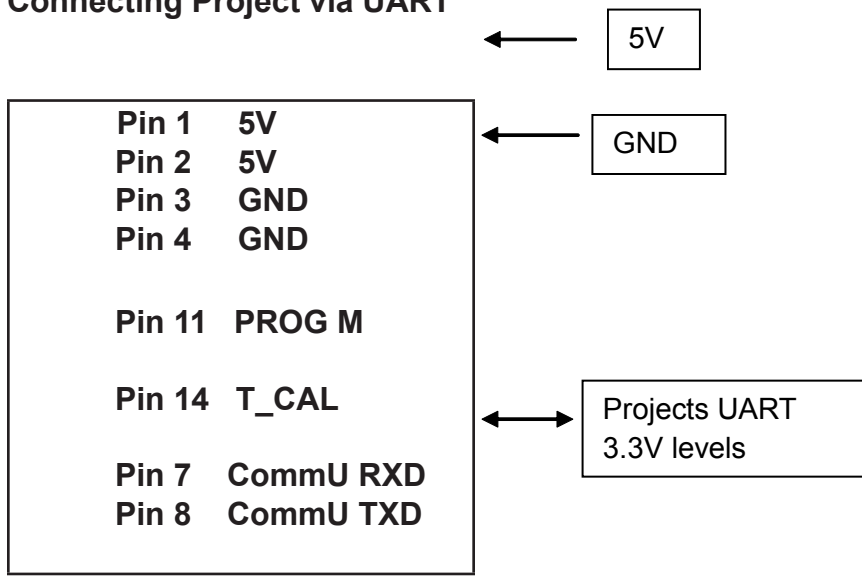 Connecting Project via UART
5V
GND
Pin 1 5V
Pin 2 5V
Pin 3 GND
Pin 4 GND
Pin 11 PROG M
Pin 14 T_CAL
Projects UART
3.3V levels
Pin 7 CommU RXD
Pin 8 CommU TXD